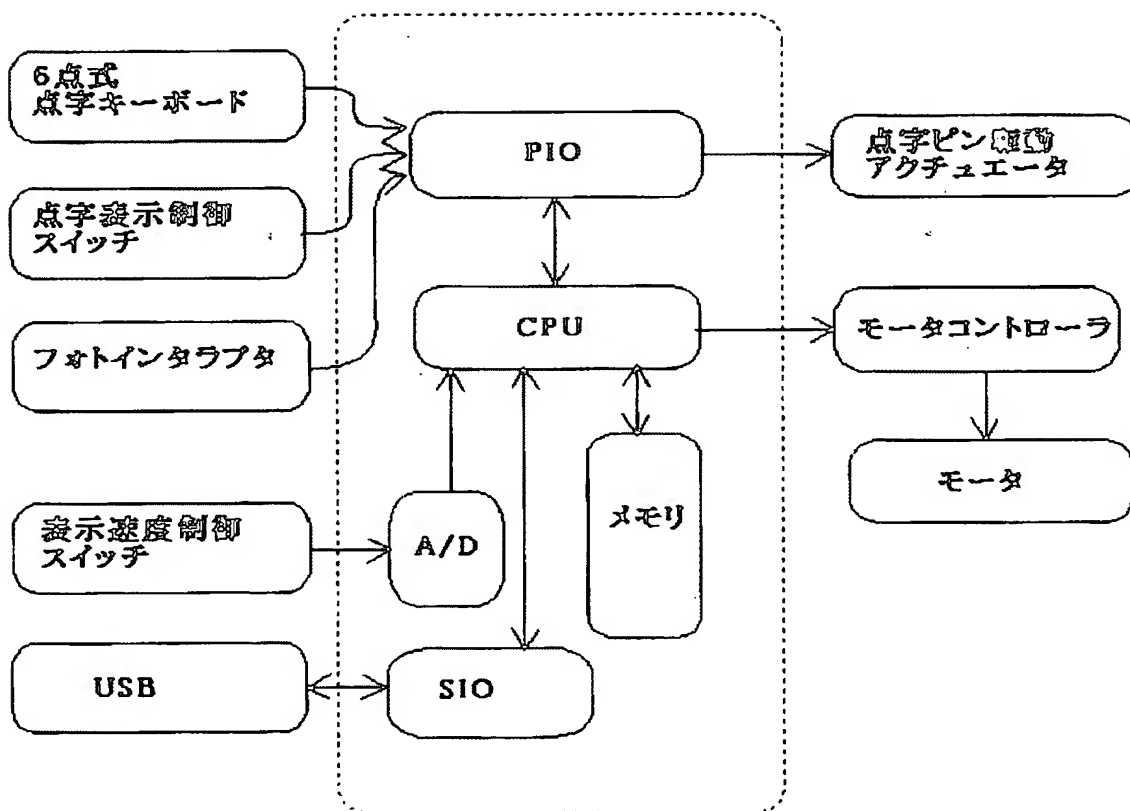 6点式
点字キーボード
PIO
点字ピン駆動
アクチュエータ
点字表示制御
スイッチ
CPU
モータコントローラ
フォトインタラプタ
モータ
メモリ
表示速度制御
スイッチ
A/D
USB
SIO